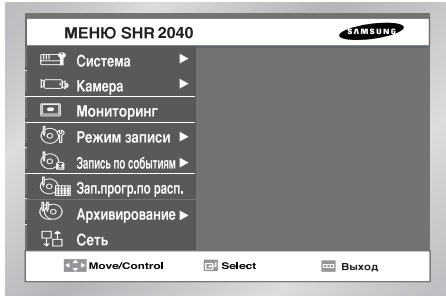 МЕНЮ SHR 2040
SAMSUNG
Система
Камера
Мониторинг
Режим записи
Запись по событиям
Зап.прогр.по расп.
Архивирование
Сеть
Move/Control Select Выход